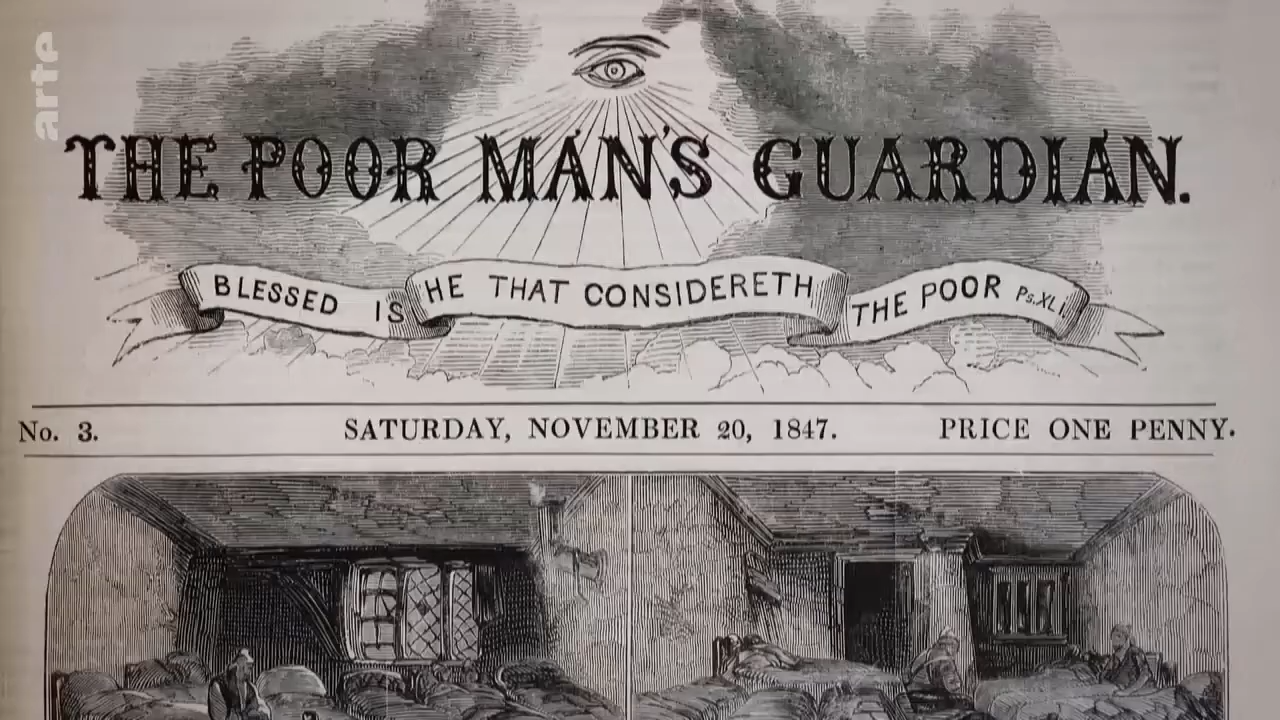 arte
THE POOR MAN'S GUARDIAN.
BLESSED IS HE THAT CONSIDERETH THE POOR Ps. XLi.
No. 3. SATURDAY, NOVEMBER 20, 1847. PRICE ONE PENNY.